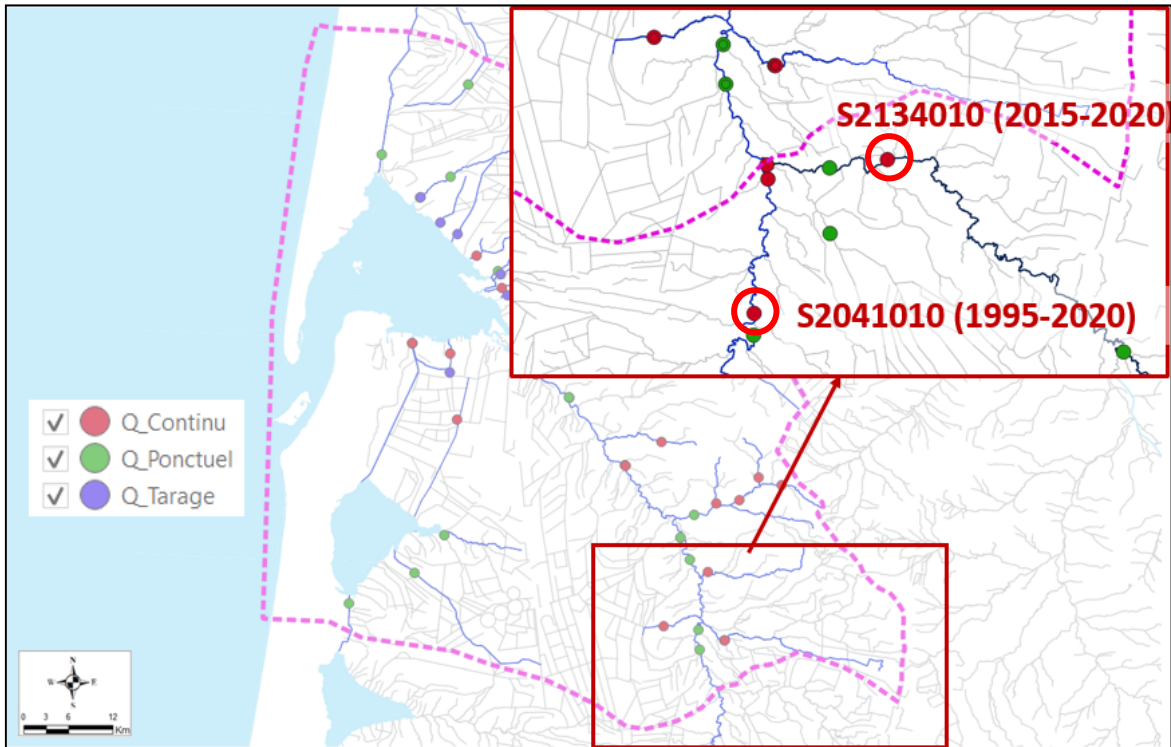 S2134010 (2015-2020)
S2041010 (1995-2020)
Q_Continu
Q_Ponctuel
Q_Tarage
N
W E
S
0 3 6 12
Km